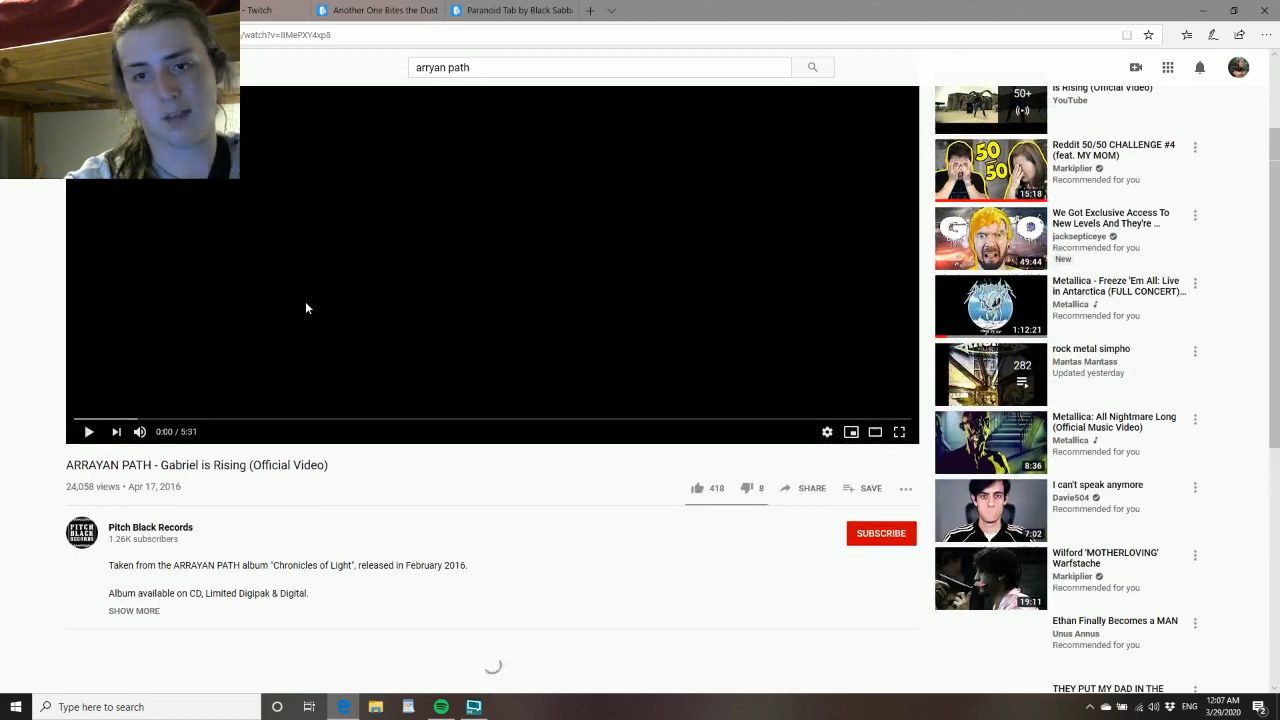 - Twitch
Another
Paranoid by Black Sabba
/watch?v=IIMePXY4xp8
arryan path
is Rising (Official Video)
YouTube
50+
Reddit 50/50 CHALLENGE #4
(feat. MY MOM)
Markiplier
Recommended for you
50
50
15:18
We Got Exclusive Access To
New Levels And They're ...
jacksepticeye
Recommended for you
New
49:44
Metallica - Freeze 'Em All: Live
in Antarctica (FULL CONCERT)...
Metallica
Recommended for you
1:12:21
rock metal simpho
Mantas Mantass
Updated yesterday
282
Metallica: All Nightmare Long
(Official Music Video)
Metallica
Recommended for you
8:36
I can't speak anymore
Davie504
Recommended for you
7:02
Wilford 'MOTHERLOVING'
Warfstache
Markiplier
Recommended for you
19:11
Ethan Finally Becomes a MAN
Unus Annus
Recommended for you
THEY PUT MY DAD IN THE
0:00 / 5:31
ARRAYAN PATH - Gabriel is Rising (Official Video)
24,058 views • Apr 17, 2016
418
8
SHARE
SAVE
PITCH
BLACK
RECORDS
Pitch Black Records
1.26K subscribers
SUBSCRIBE
Taken from the ARRAYAN PATH album "Chronicles of Light", released in February 2016.
Album available on CD, Limited Digipak & Digital.
SHOW MORE
Type here to search
ENG
12:07 AM
3/29/2020
2